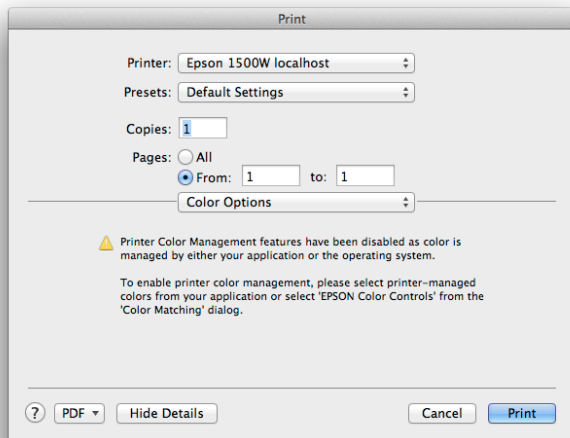 Print
Printer: Epson 1500W localhost
Presets: Default Settings
Copies: 1
Pages: All
From: 1 to: 1
Color Options
Printer Color Management features have been disabled as color is
managed by either your application or the operating system.
To enable printer color management, please select printer-managed
colors from your application or select 'EPSON Color Controls' from the
'Color Matching' dialog.
? PDF Hide Details Cancel Print